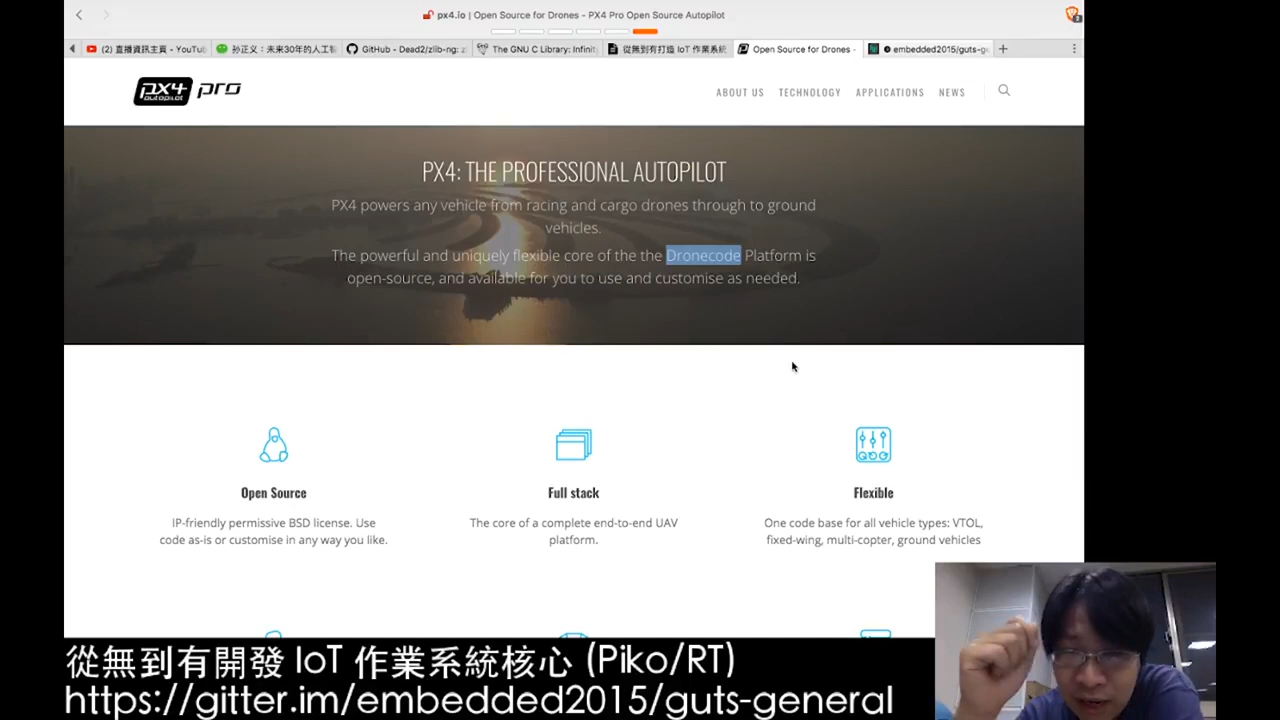 px4.io | Open Source for Drones - PX4 Pro Open Source Autopilot
(2) 直播資訊主頁 - YouTub
孙正义：未来30年的人工智
GitHub - Dead2/zlib-ng: z
The GNU C Library: Infinity
從無到有打造 IoT 作業系統
Open Source for Drones -
embedded2015/guts-ge
px4 autopilot pro
ABOUT US
TECHNOLOGY
APPLICATIONS
NEWS
PX4: THE PROFESSIONAL AUTOPILOT
PX4 powers any vehicle from racing and cargo drones through to ground
vehicles.
The powerful and uniquely flexible core of the the Dronecode Platform is
open-source, and available for you to use and customise as needed.
Open Source
IP-friendly permissive BSD license. Use
code as-is or customise in any way you like.
Full stack
The core of a complete end-to-end UAV
platform.
Flexible
One code base for all vehicle types: VTOL,
fixed-wing, multi-copter, ground vehicles
從無到有開發 IoT 作業系統核心 (Piko/RT)
https://gitter.im/embedded2015/guts-general